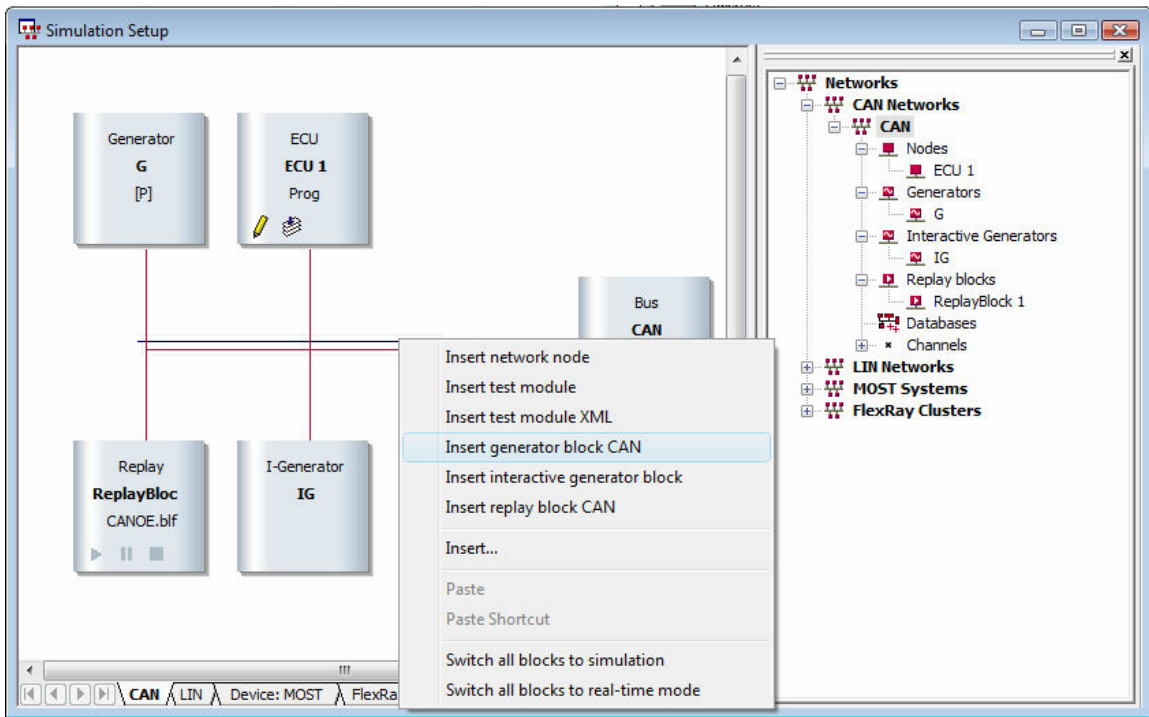 Simulation Setup
Generator
G
[P]
ECU
ECU 1
Prog
Bus
CAN
Replay
ReplayBloc
CANOE.blf
I-Generator
IG
Insert network node
Insert test module
Insert test module XML
Insert generator block CAN
Insert interactive generator block
Insert replay block CAN
Insert...
Paste
Paste Shortcut
Switch all blocks to simulation
Switch all blocks to real-time mode
CAN
LIN
Device: MOST
FlexRa
Networks
CAN Networks
CAN
Nodes
ECU 1
Generators
G
Interactive Generators
IG
Replay blocks
ReplayBlock 1
Databases
Channels
LIN Networks
MOST Systems
FlexRay Clusters